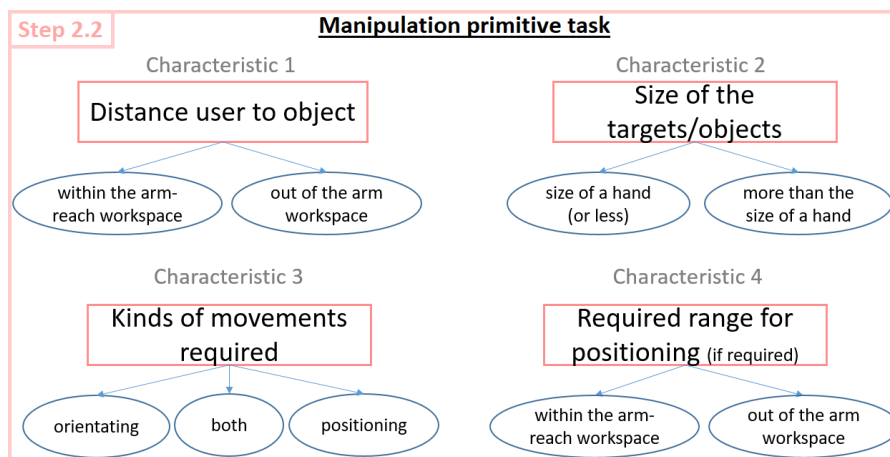 Step 2.2
Manipulation primitive task
Characteristic 1
Distance user to object
within the arm-
reach workspace
out of the arm
workspace
Characteristic 2
Size of the
targets/objects
size of a hand
(or less)
more than the
size of a hand
Characteristic 3
Kinds of movements
required
orientating
both
positioning
Characteristic 4
Required range for
positioning (if required)
within the arm-
reach workspace
out of the arm
workspace